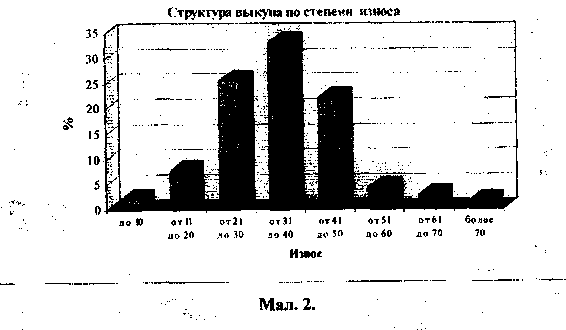 Структура выкупа по степени износа
35
30
25
20
15
10
5
0
%
до 10 от 11 от 21 от 31 от 41 от 51 от 61 более
до 20 до 30 до 40 до 50 до 60 до 70 70
Износ
Мал. 2.